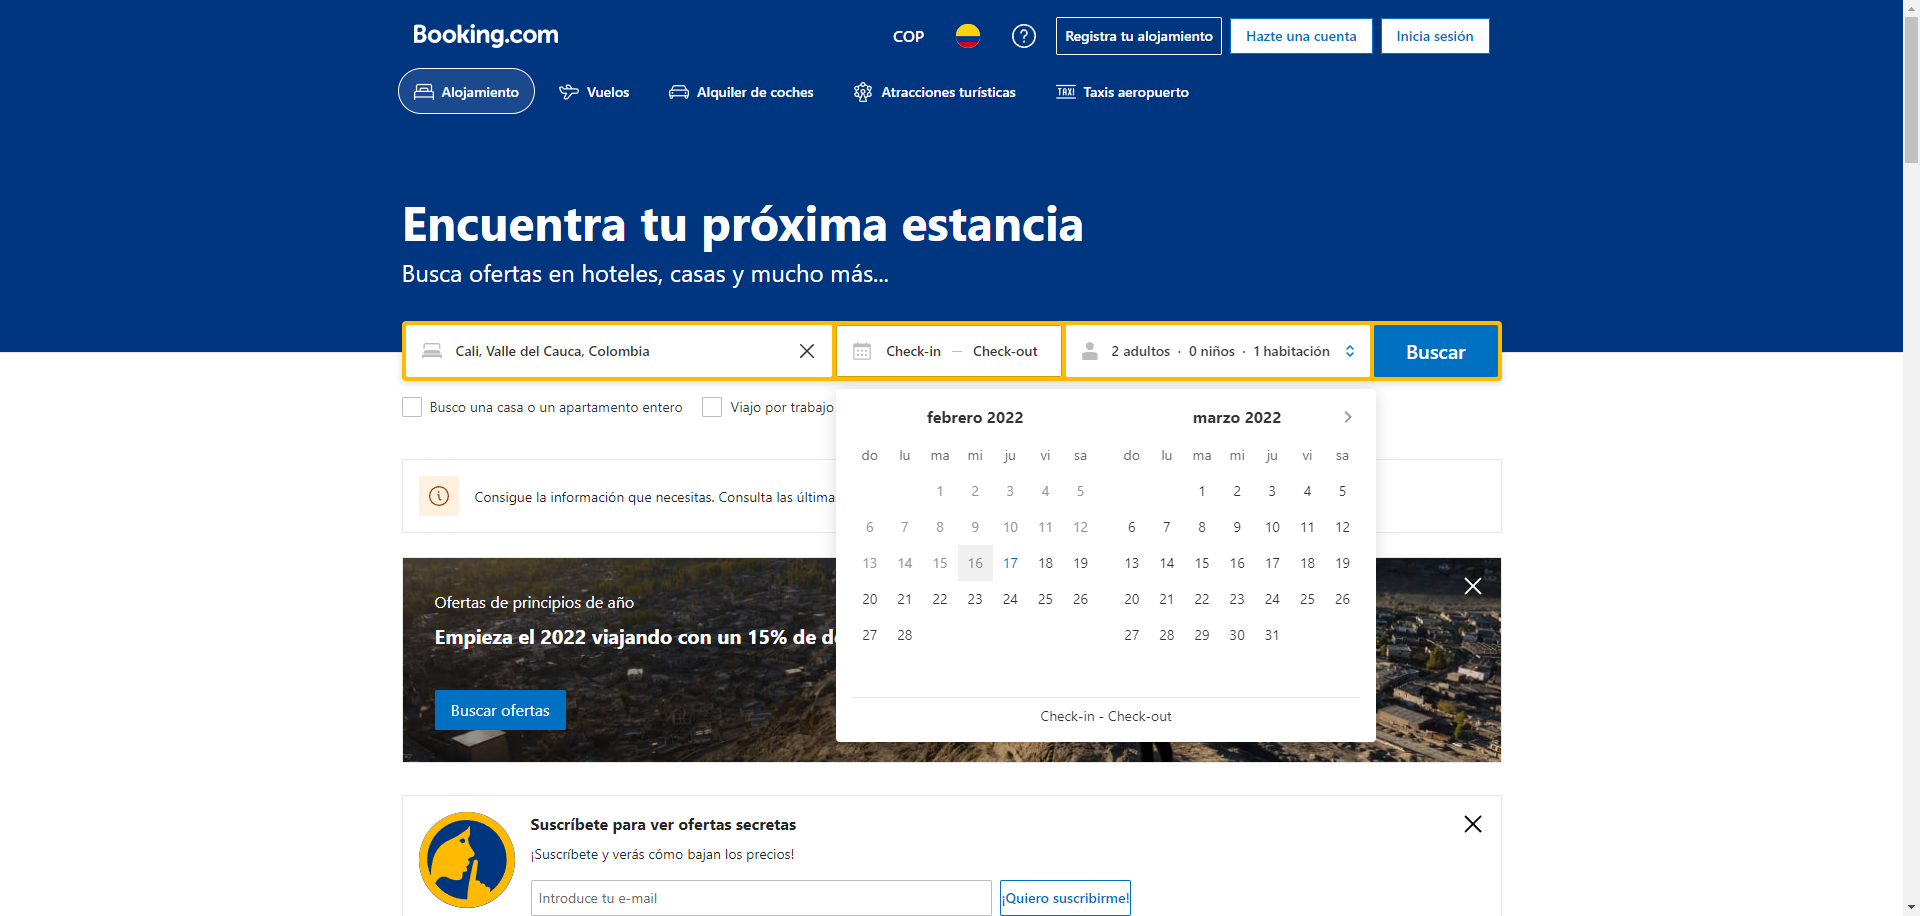 Booking.com
COP
Registra tu alojamiento
Hazte una cuenta
Inicia sesión
Alojamiento
Vuelos
Alquiler de coches
Atracciones turísticas
TAXI
Taxis aeropuerto
Encuentra tu próxima estancia
Busca ofertas en hoteles, casas y mucho más...
Cali, Valle del Cauca, Colombia
Check-in — Check-out
2 adultos · 0 niños · 1 habitación
Buscar
Busco una casa o un apartamento entero
Viajo por trabajo
febrero 2022
do lu ma mi ju vi sa
1 2 3 4 5
6 7 8 9 10 11 12
13 14 15 16 17 18 19
20 21 22 23 24 25 26
27 28
marzo 2022
do lu ma mi ju vi sa
1 2 3 4 5
6 7 8 9 10 11 12
13 14 15 16 17 18 19
20 21 22 23 24 25 26
27 28 29 30 31
Check-in - Check-out
Consigue la información que necesitas. Consulta las última
Ofertas de principios de año
Empieza el 2022 viajando con un 15% de d
Buscar ofertas
Suscríbete para ver ofertas secretas
¡Suscríbete y verás cómo bajan los precios!
Introduce tu e-mail
¡Quiero suscribirme!